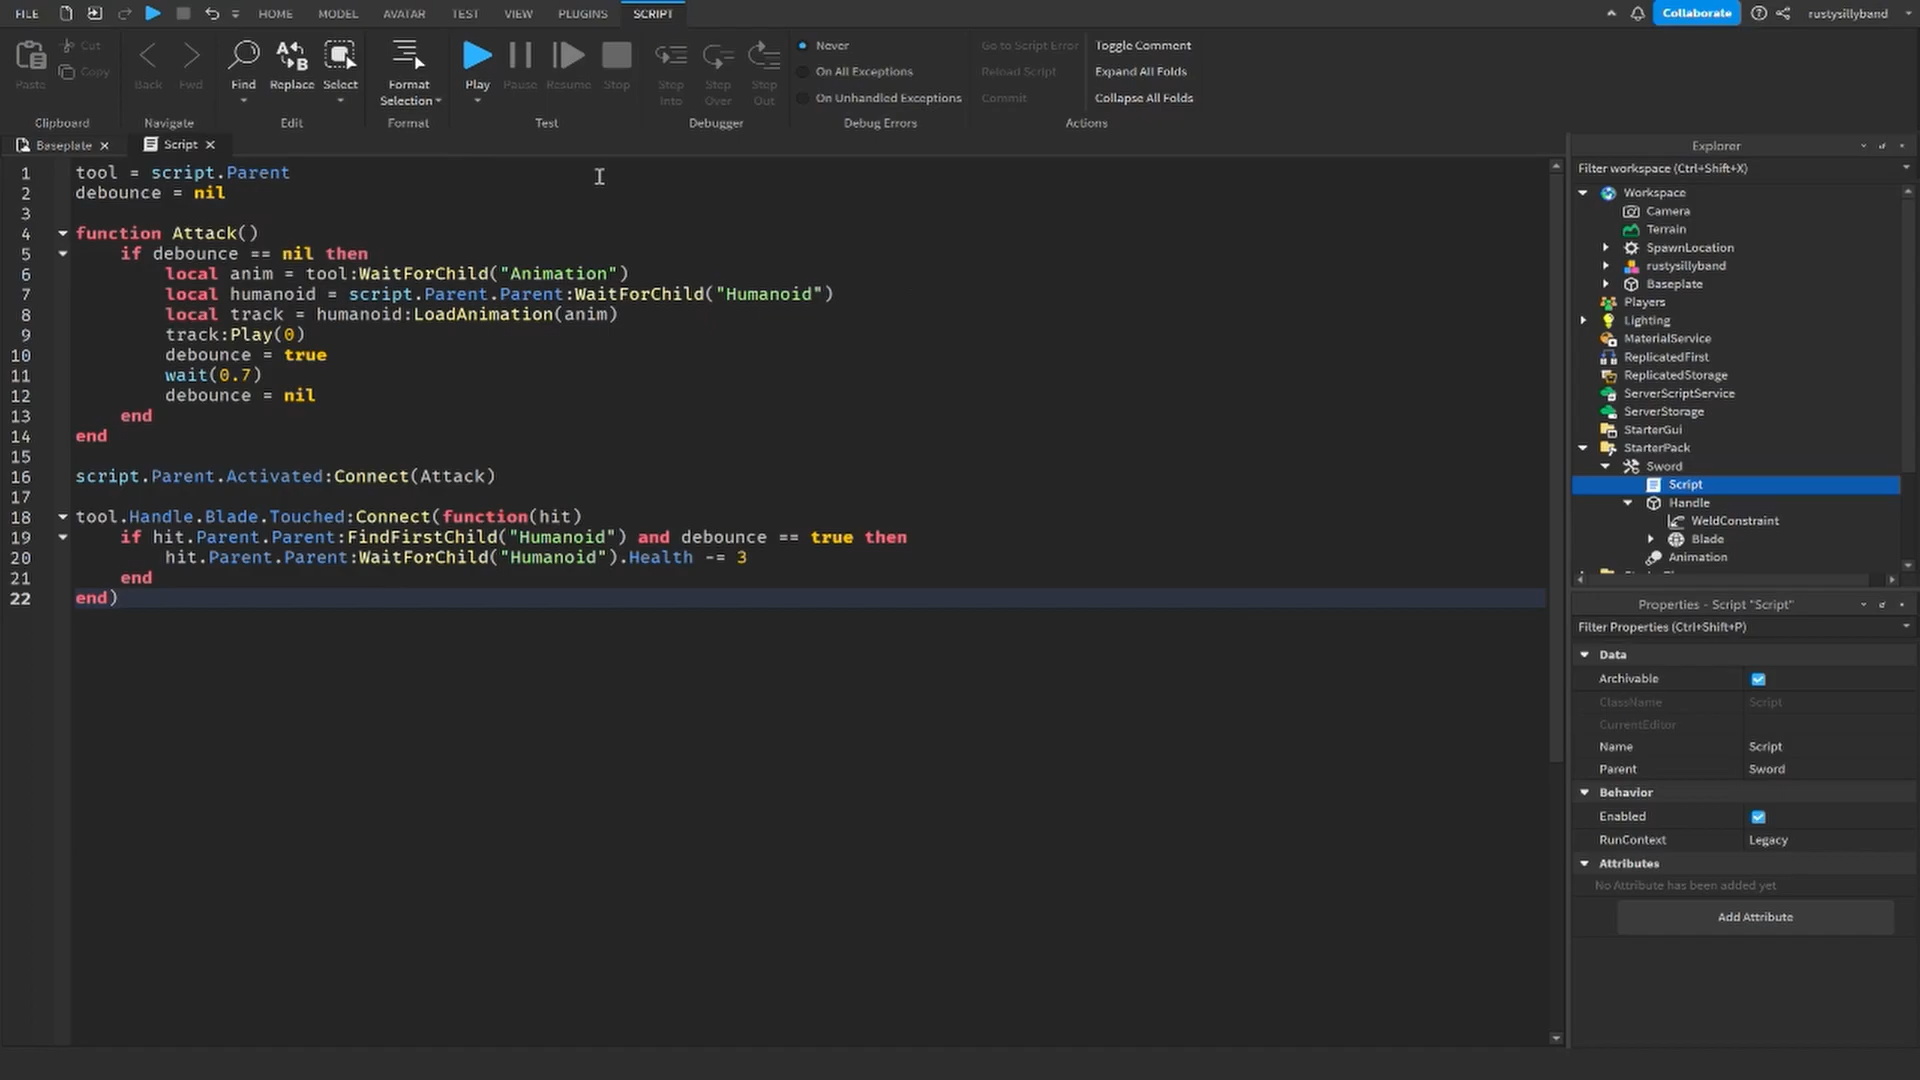 FILE HOME MODEL AVATAR TEST VIEW PLUGINS SCRIPT Collaborate rustysillyband
Paste Cut Copy
Back Fwd
Find Replace Select
Format Selection
Play Pause Resume Stop
Step Into Step Over Step Out
Never
On All Exceptions
On Unhandled Exceptions
Go to Script Error
Reload Script
Commit
Toggle Comment
Expand All Folds
Collapse All Folds
Clipboard Navigate Edit Format Test Debugger Debug Errors Actions
Baseplate Script
1 tool = script.Parent
2 debounce = nil
3
4 function Attack()
5 if debounce == nil then
6 local anim = tool:WaitForChild("Animation")
7 local humanoid = script.Parent.Parent:WaitForChild("Humanoid")
8 local track = humanoid:LoadAnimation(anim)
9 track:Play(0)
10 debounce = true
11 wait(0.7)
12 debounce = nil
13 end
14 end
15
16 script.Parent.Activated:Connect(Attack)
17
18 tool.Handle.Blade.Touched:Connect(function(hit)
19 if hit.Parent.Parent:FindFirstChild("Humanoid") and debounce == true then
20 hit.Parent.Parent:WaitForChild("Humanoid").Health -= 3
21 end
22 end)
Explorer
Filter workspace (Ctrl+Shift+X)
Workspace
Camera
Terrain
SpawnLocation
rustysillyband
Baseplate
Players
Lighting
MaterialService
ReplicatedFirst
ReplicatedStorage
ServerScriptService
ServerStorage
StarterGui
StarterPack
Sword
Script
Handle
WeldConstraint
Blade
Animation
Properties - Script "Script"
Filter Properties (Ctrl+Shift+P)
Data
Archivable
ClassName Script
CurrentEditor
Name Script
Parent Sword
Behavior
Enabled
RunContext Legacy
Attributes
No Attribute has been added yet
Add Attribute